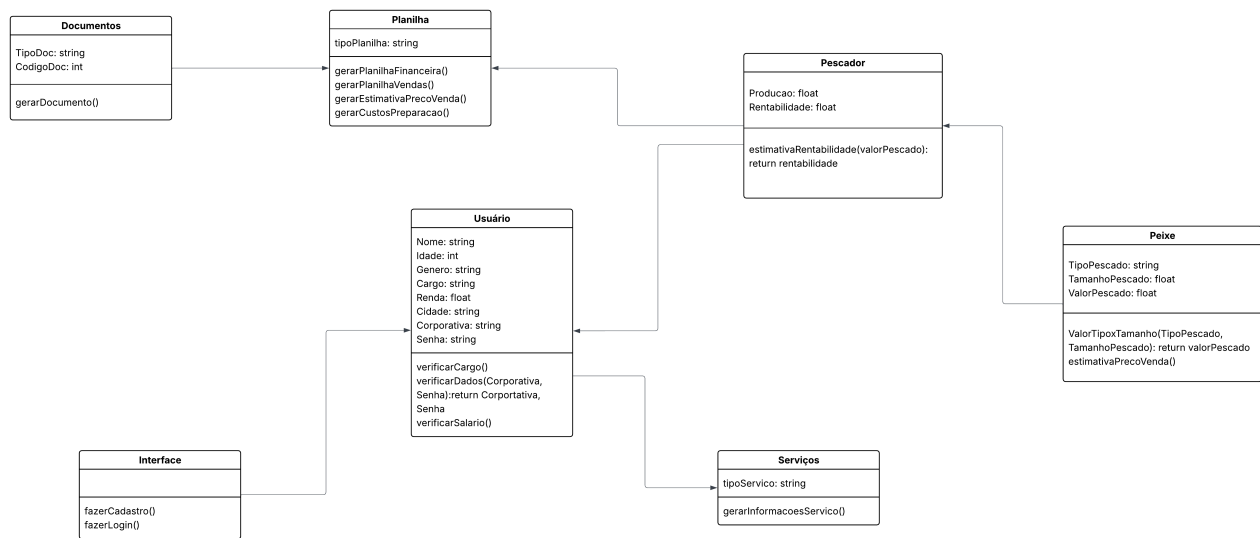 Documentos
TipoDoc: string
CodigoDoc: int
gerarDocumento()
Planilha
tipoPlanilha: string
gerarPlanilhaFinanceira()
gerarPlanilhaVendas()
gerarEstimativaPrecoVenda()
gerarCustosPreparacao()
Pescador
Producao: float
Rentabilidade: float
estimativaRentabilidade(valorPescado):
return rentabilidade
Usuário
Nome: string
Idade: int
Genero: string
Cargo: string
Renda: float
Cidade: string
Corporativa: string
Senha: string
verificarCargo()
verificarDados(Corporativa,
Senha):return Corportativa,
Senha
verificarSalario()
Peixe
TipoPescado: string
TamanhoPescado: float
ValorPescado: float
ValorTipoxTamanho(TipoPescado,
TamanhoPescado): return valorPescado
estimativaPrecoVenda()
Interface
fazerCadastro()
fazerLogin()
Serviços
tipoServico: string
gerarInformacoesServico()